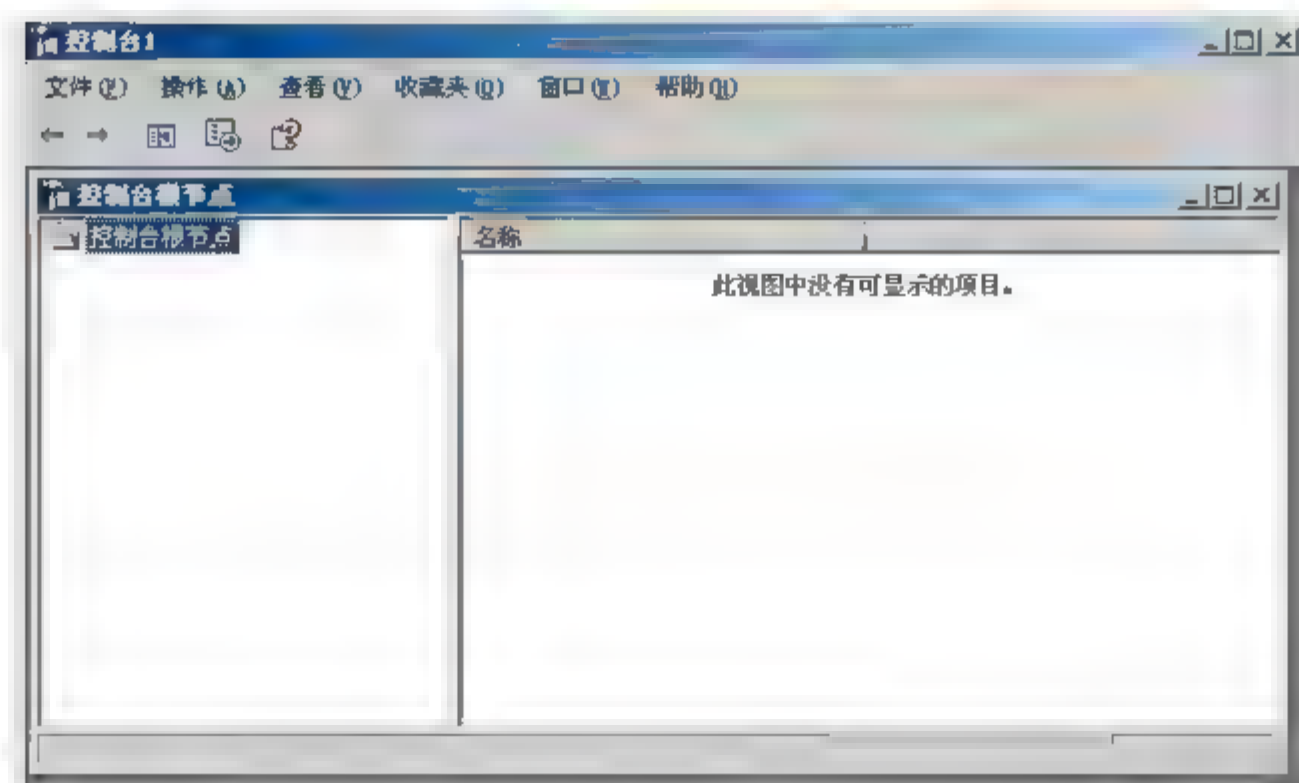 控制台1
文件(F) 操作(A) 查看(V) 收藏夹(O) 窗口(W) 帮助(H)
控制台根节点
控制台根节点
名称
此视图中没有可显示的项目。